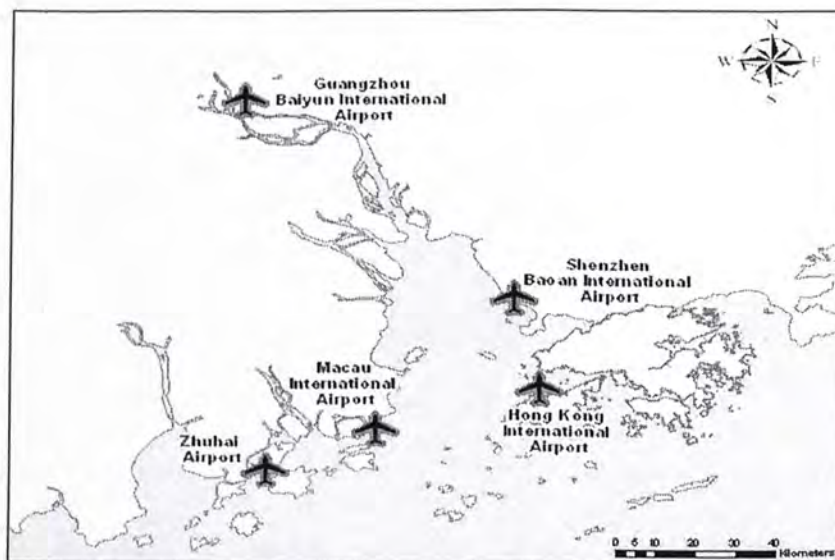 N
W E
S
Guangzhou
Baiyun International
Airport
Shenzhen
Baoan International
Airport
Macau
International
Airport
Hong Kong
International
Airport
Zhuhai
Airport
0 5 10 20 30 40
Kilometers